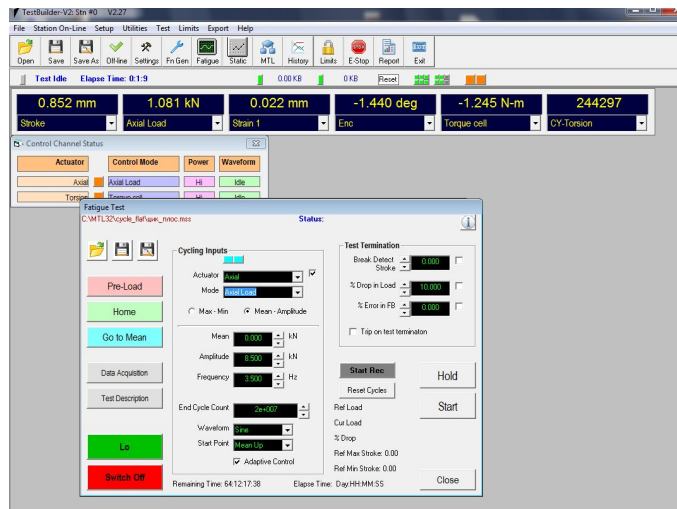 TestBuilder-V2: Stn #0 V2.27
File Station On-Line Setup Utilities Test Limits Export Help
Open Save Save As Off-line Settings Fn Gen Fatigue Static MTL History Limits E-Stop Report Exit
Test Idle Elapse Time: 0:1:9 0.00 KB 0 KB Reset
0.852 mm 1.081 kN 0.022 mm -1.440 deg -1.245 N-m 244297
Stroke Axial Load Strain 1 Enc Torque cell CY-Torsion
Control Channel Status
Actuator Control Mode Power Waveform
Axial Axial Load Hi Idle
Torsion Torque cell Hi Idle
Fatigue Test
C:\MTL32\cycle_flat\цик_плос.mss Status:
Cycling Inputs
Actuator Axial
Mode Axial Load
Max - Min Mean - Amplitude
Mean 0.000 kN
Amplitude 8.500 kN
Frequency 3.500 Hz
End Cycle Count 2e+007
Waveform Sine
Start Point Mean Up
Adaptive Control
Remaining Time: 64:12:17:38 Elapse Time: Day:HH:MM:SS
Pre-Load
Home
Go to Mean
Data Acquisition
Test Description
Lo
Switch Off
Test Termination
Break Detect Stroke 0.000
% Drop in Load 10.000
% Error in FB 0.000
Trip on test terminaton
Start Rec
Reset Cycles
Hold
Start
Ref Load
Cur Load
% Drop
Ref Max Stroke: 0.00
Ref Min Stroke: 0.00
Close